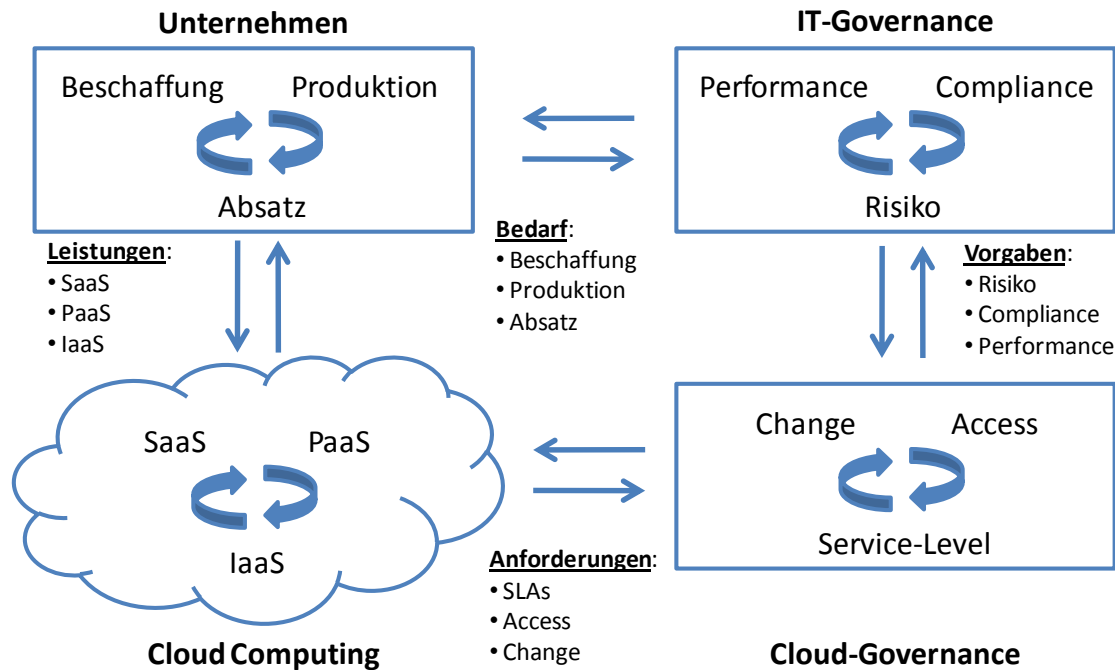 Unternehmen
IT-Governance
Beschaffung Produktion
Absatz
Performance Compliance
Risiko
Leistungen:
• SaaS
• PaaS
• IaaS
Bedarf:
• Beschaffung
• Produktion
• Absatz
Vorgaben:
• Risiko
• Compliance
• Performance
SaaS PaaS
IaaS
Change Access
Service-Level
Anforderungen:
• SLAs
• Access
• Change
Cloud Computing
Cloud-Governance